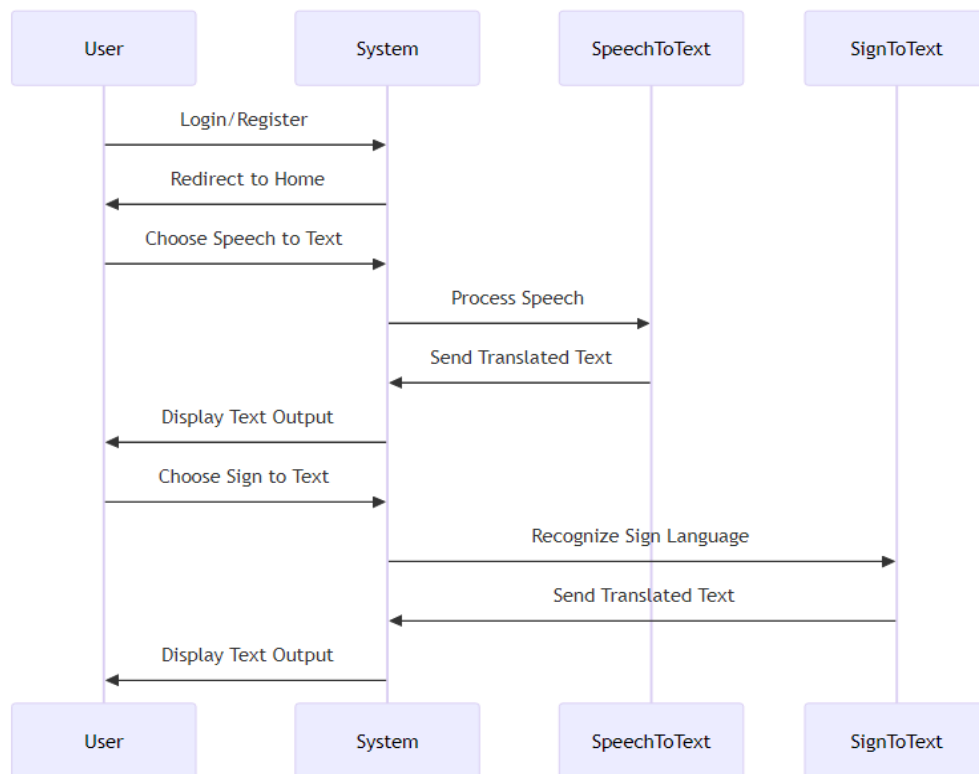 User
System
SpeechToText
SignToText
Login/Register
Redirect to Home
Choose Speech to Text
Process Speech
Send Translated Text
Display Text Output
Choose Sign to Text
Recognize Sign Language
Send Translated Text
Display Text Output
User
System
SpeechToText
SignToText